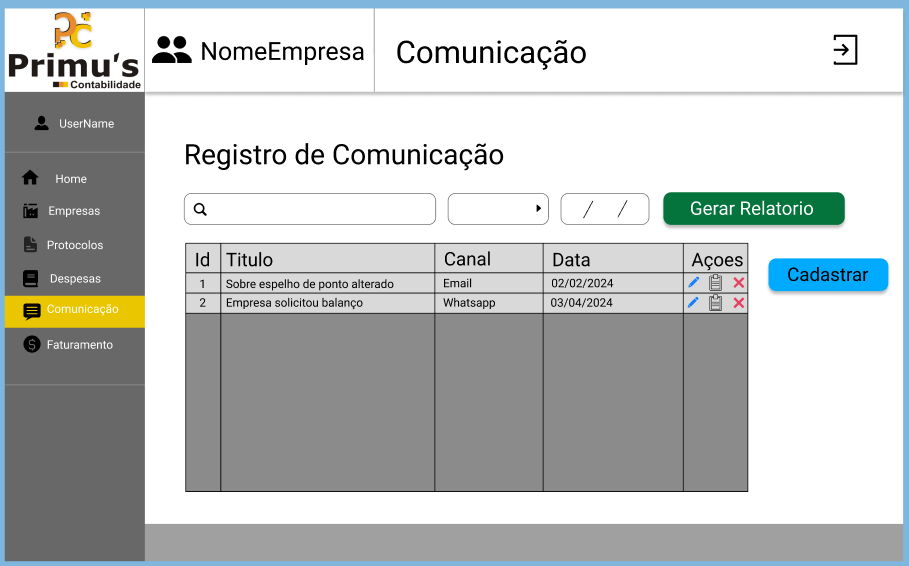 Primu's
Contabilidade
NomeEmpresa
Comunicação
UserName
Home
Empresas
Protocolos
Despesas
Comunicação
Faturamento
Registro de Comunicação
/ /
Gerar Relatorio
Cadastrar
Id Titulo Canal Data Açoes
1 Sobre espelho de ponto alterado Email 02/02/2024
2 Empresa solicitou balanço Whatsapp 03/04/2024